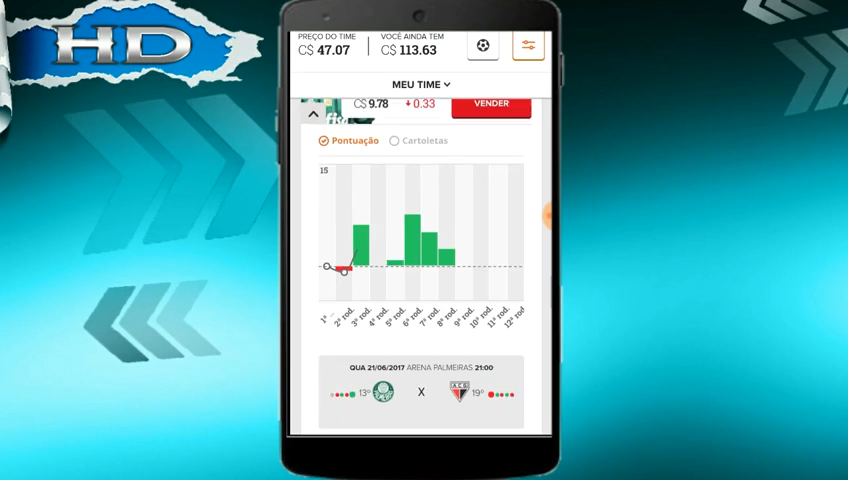 HD
PREÇO DO TIME
C$ 47.07
VOCÊ AINDA TEM
C$ 113.63
MEU TIME
C$ 9.78
0.33
VENDER
Pontuação
Cartoletas
15
1ª
2ª rod.
3ª rod.
4ª rod.
5ª rod.
6ª rod.
7ª rod.
8ª rod.
9ª rod.
10ª rod.
11ª rod.
12ª rod
QUA 21/06/2017 ARENA PALMEIRAS 21:00
13º X A.C.G 19º